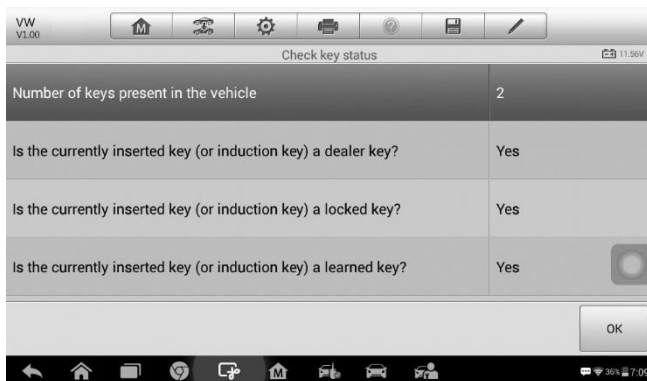 VW
V1.00
Check key status
11.56V
Number of keys present in the vehicle 2
Is the currently inserted key (or induction key) a dealer key? Yes
Is the currently inserted key (or induction key) a locked key? Yes
Is the currently inserted key (or induction key) a learned key? Yes
OK
36% 7:09